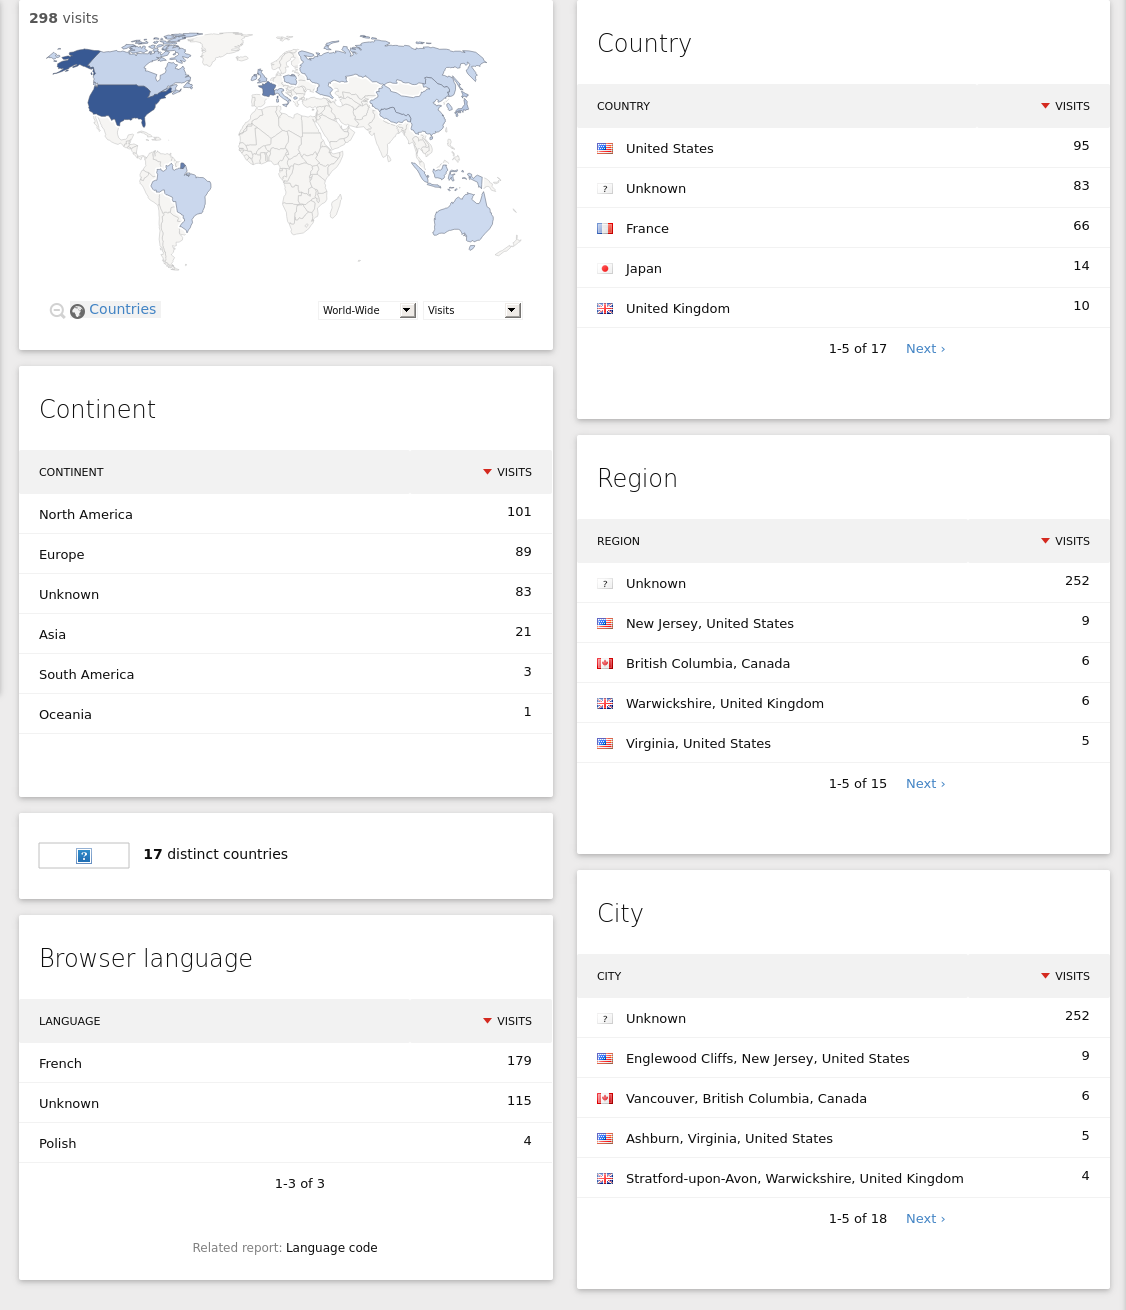 298 visits
Countries
World-Wide
Visits
Continent
CONTINENT VISITS
North America 101
Europe 89
Unknown 83
Asia 21
South America 3
Oceania 1
17 distinct countries
Browser language
LANGUAGE VISITS
French 179
Unknown 115
Polish 4
1-3 of 3
Related report: Language code
Country
COUNTRY VISITS
United States 95
? Unknown 83
France 66
Japan 14
United Kingdom 10
1-5 of 17 Next ›
Region
REGION VISITS
? Unknown 252
New Jersey, United States 9
British Columbia, Canada 6
Warwickshire, United Kingdom 6
Virginia, United States 5
1-5 of 15 Next ›
City
CITY VISITS
? Unknown 252
Englewood Cliffs, New Jersey, United States 9
Vancouver, British Columbia, Canada 6
Ashburn, Virginia, United States 5
Stratford-upon-Avon, Warwickshire, United Kingdom 4
1-5 of 18 Next ›